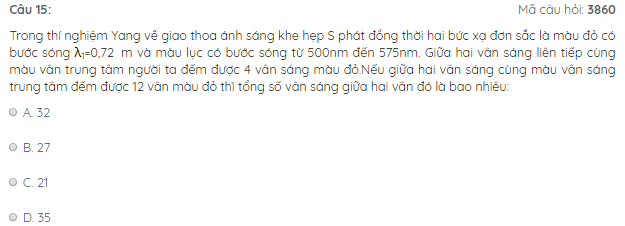 Câu 15:
Mã câu hỏi: 3860
Trong thí nghiệm Yang về giao thoa ánh sáng khe hẹp S phát đồng thời hai bức xạ đơn sắc là màu đỏ có
bước sóng λ₁=0,72 m và màu lục có bước sóng từ 500nm đến 575nm. Giữa hai vân sáng liên tiếp cùng
màu vân trung tâm người ta đếm được 4 vân sáng màu đỏ.Nếu giữa hai vân sáng cùng màu vân sáng
trung tâm đếm được 12 vân màu đỏ thì tổng số vân sáng giữa hai vân đó là bao nhiêu:
A. 32
B. 27
C. 21
D. 35